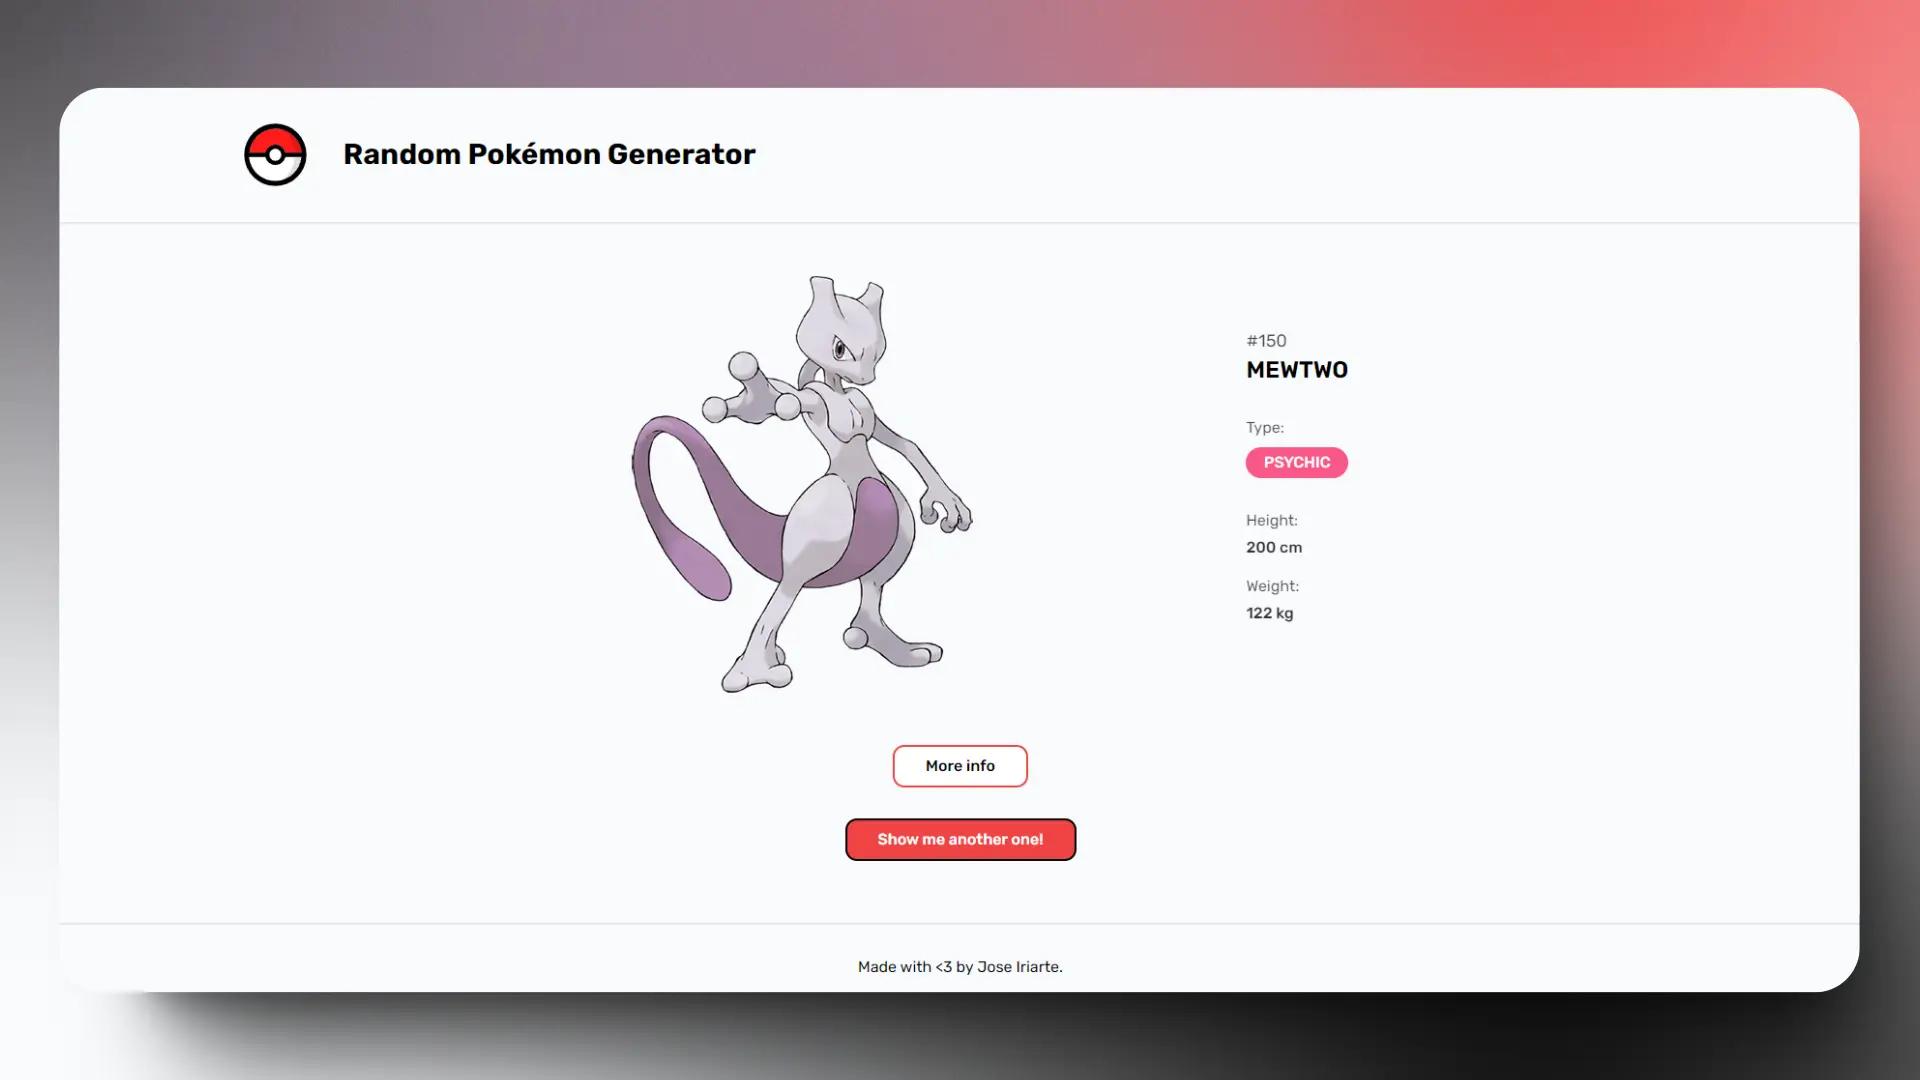 Random Pokémon Generator
#150
MEWTWO
Type:
PSYCHIC
Height:
200 cm
Weight:
122 kg
More info
Show me another one!
Made with <3 by Jose Iriarte.